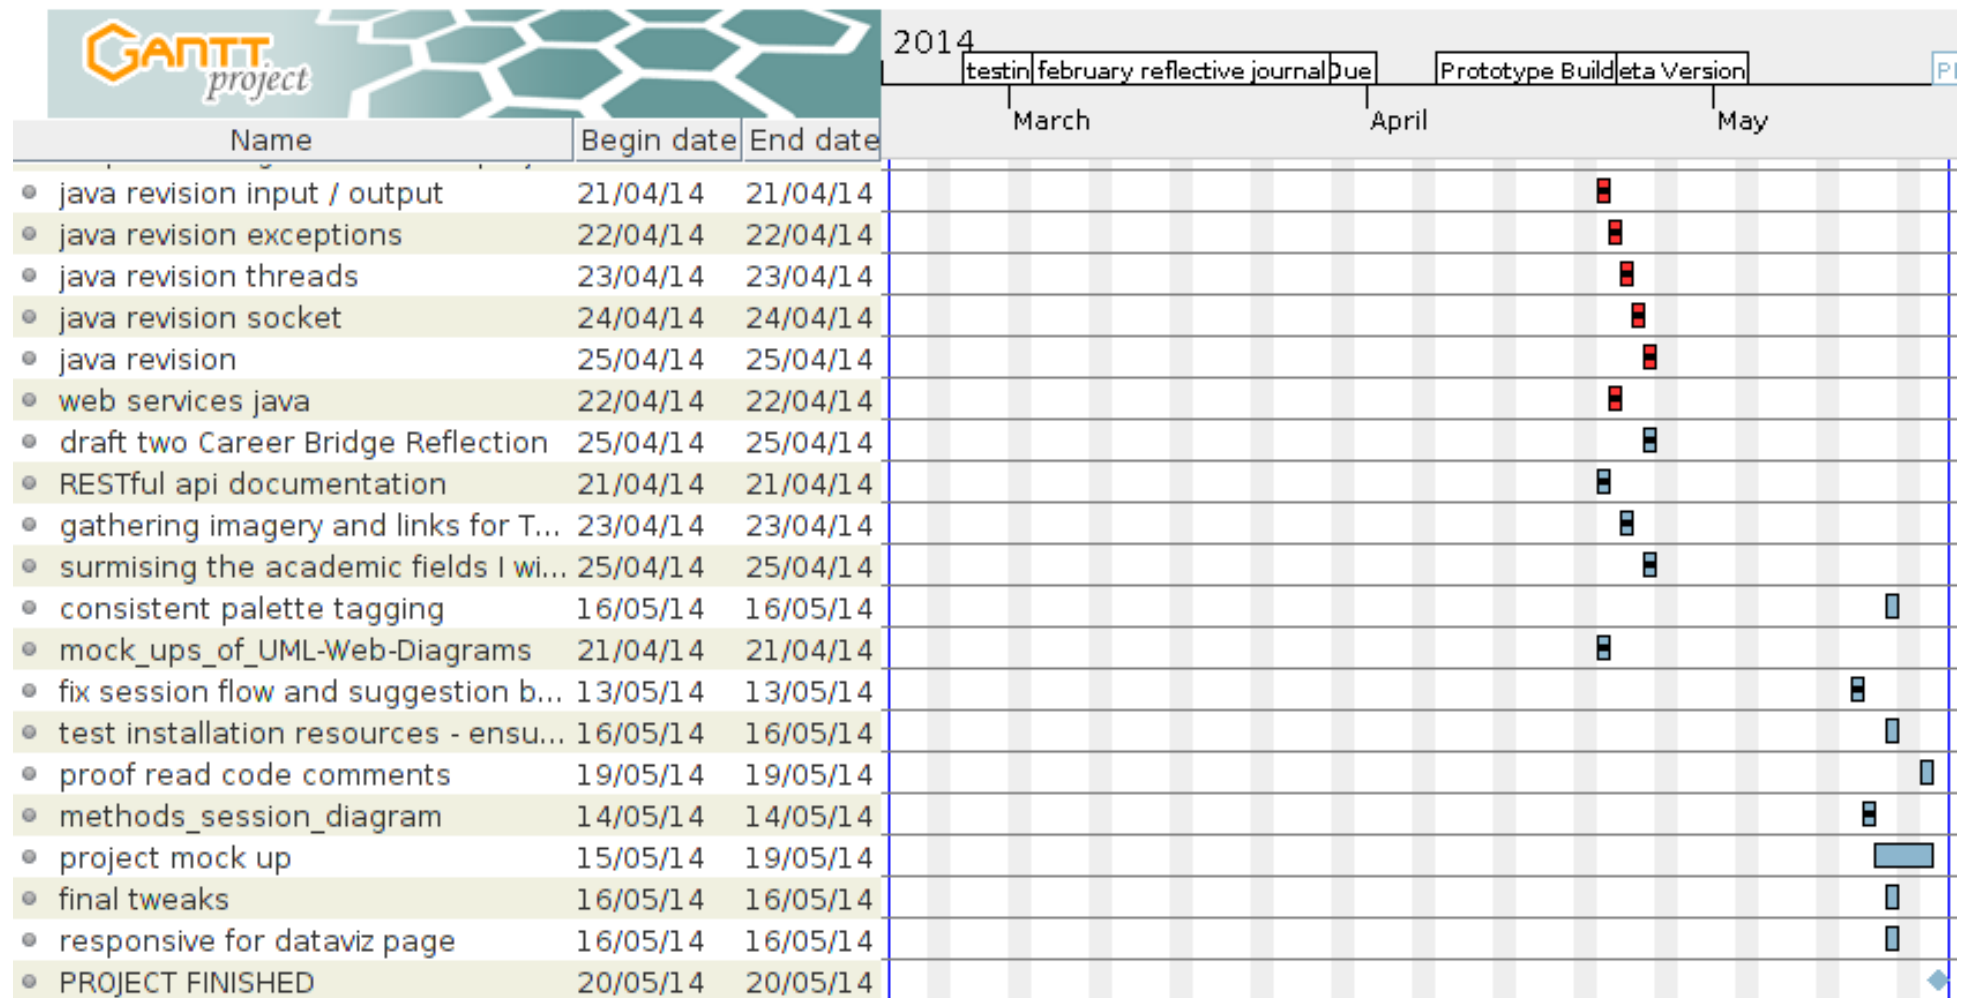 GANTT
project
2014
testin february reflective journal Due Prototype Build eta Version
March April May
Name Begin date End date
java revision input / output 21/04/14 21/04/14
java revision exceptions 22/04/14 22/04/14
java revision threads 23/04/14 23/04/14
java revision socket 24/04/14 24/04/14
java revision 25/04/14 25/04/14
web services java 22/04/14 22/04/14
draft two Career Bridge Reflection 25/04/14 25/04/14
RESTful api documentation 21/04/14 21/04/14
gathering imagery and links for T... 23/04/14 23/04/14
surmising the academic fields I wi... 25/04/14 25/04/14
consistent palette tagging 16/05/14 16/05/14
mock_ups_of_UML-Web-Diagrams 21/04/14 21/04/14
fix session flow and suggestion b... 13/05/14 13/05/14
test installation resources - ensu... 16/05/14 16/05/14
proof read code comments 19/05/14 19/05/14
methods_session_diagram 14/05/14 14/05/14
project mock up 15/05/14 19/05/14
final tweaks 16/05/14 16/05/14
responsive for dataviz page 16/05/14 16/05/14
PROJECT FINISHED 20/05/14 20/05/14